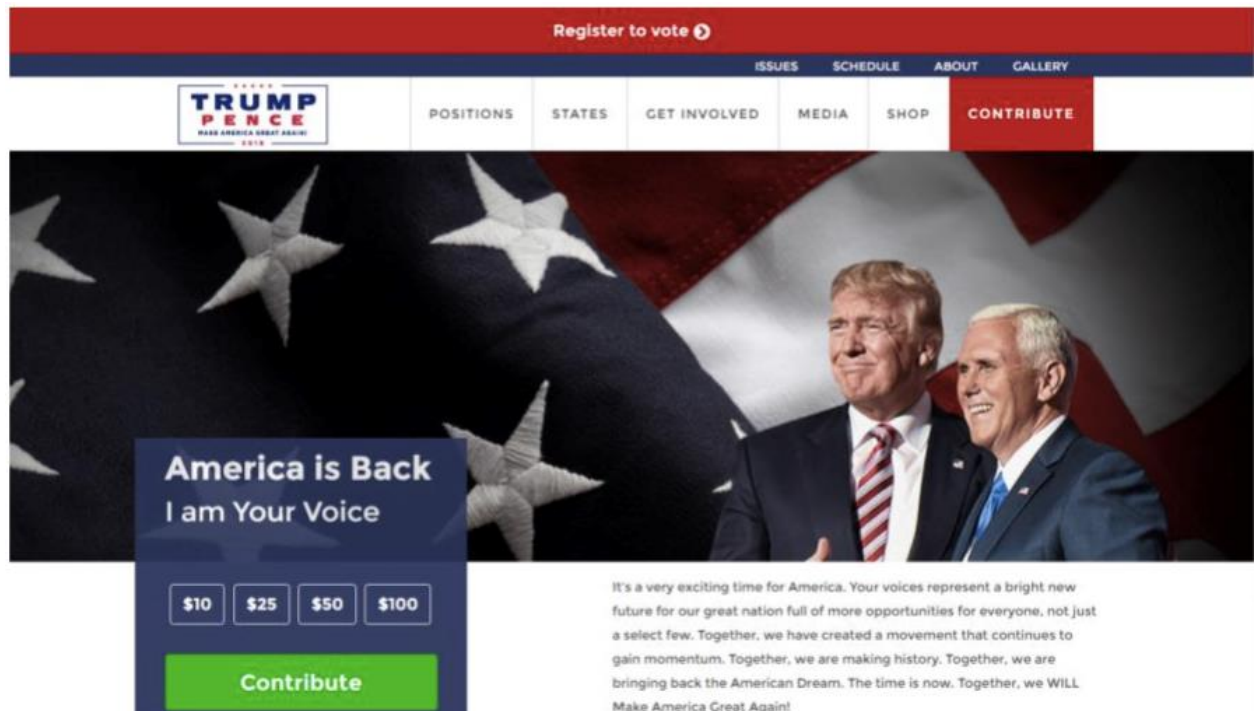 Register to vote
ISSUES SCHEDULE ABOUT GALLERY
TRUMP
PENCE
MAKE AMERICA GREAT AGAIN!
2016
POSITIONS STATES GET INVOLVED MEDIA SHOP CONTRIBUTE
America is Back
I am Your Voice
$10 $25 $50 $100
Contribute
It's a very exciting time for America. Your voices represent a bright new
future for our great nation full of more opportunities for everyone, not just
a select few. Together, we have created a movement that continues to
gain momentum. Together, we are making history. Together, we are
bringing back the American Dream. The time is now. Together, we WILL
Make America Great Again!